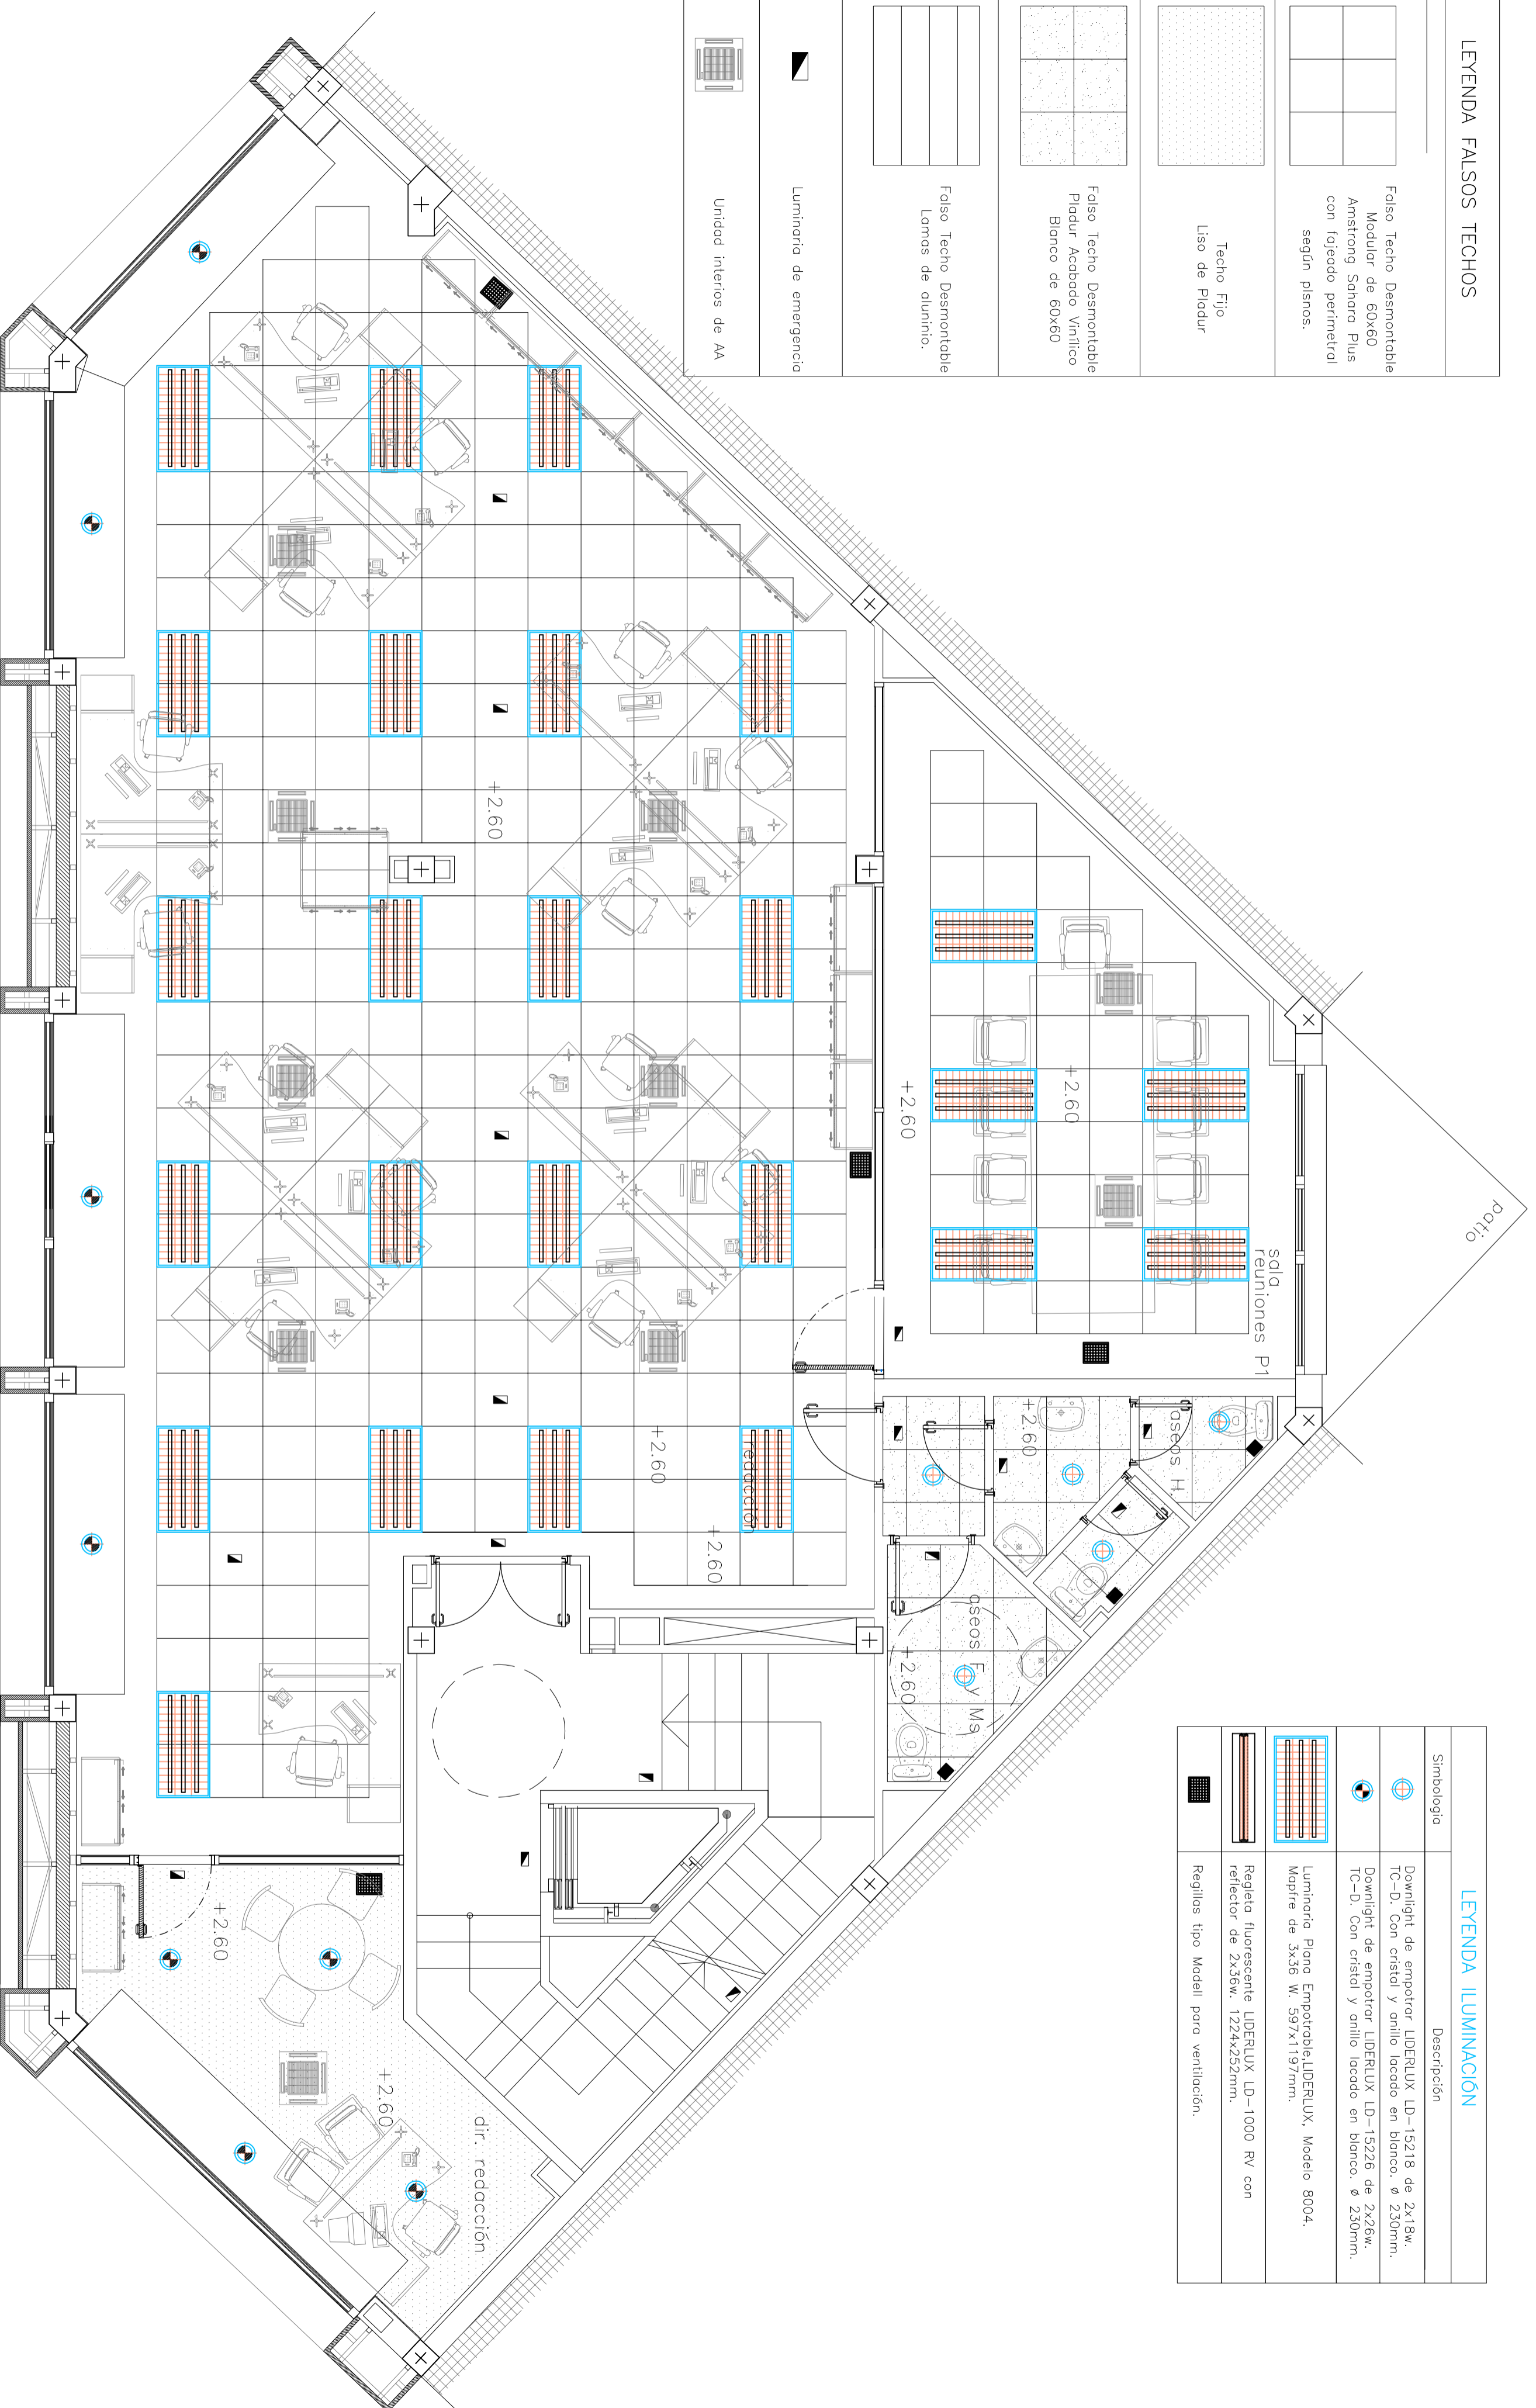 LEYENDA FALSOS TECHOS
Falso Techo Desmontable
Modular de 60x60
Amstrong Sahara Plus
con fajeado perimetral
según plsnos.
Techo Fijo
Liso de Pladur
Falso Techo Desmontable
Pladur Acabado Vinílico
Blanco de 60x60
Falso Techo Desmontable
Lamas de aluninio.
Luminaria de emergencia
Unidad interios de AA
patio
sala
reuniones P1
+2.60
+2.60
+2.60
aseos H.
+2.60
redacción
+2.60
+2.60
aseos F y Ms
+2.60
+2.60
+2.60
dir. redacción
LEYENDA ILUMINACIÓN
Simbologia
Descripción
Downlight de empotrar LIDERLUX LD-15218 de 2x18w.
TC-D. Con cristal y anillo lacado en blanco. Ø 230mm.
Downlight de empotrar LIDERLUX LD-15226 de 2x26w.
TC-D. Con cristal y anillo lacado en blanco. Ø 230mm.
Luminaria Plana Empotrable,LIDERLUX, Modelo 8004.
Mapfre de 3x36 W. 597x1197mm.
Regleta fluorescente LIDERLUX LD-1000 RV con
reflector de 2x36w. 1224x252mm.
Regillas tipo Madell para ventilación.